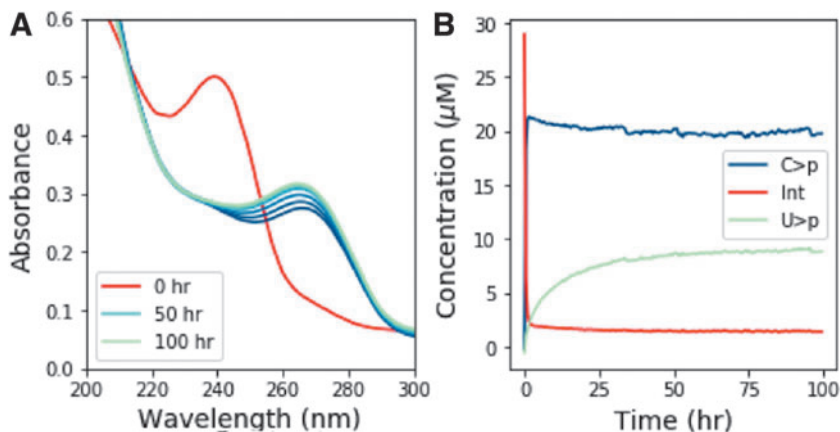 A
Absorbance
0.6
0.5
0.4
0.3
0.2
0.1
0.0
0 hr
50 hr
100 hr
200 220 240 260 280 300
Wavelength (nm)
B
Concentration (μM)
30
25
20
15
10
5
0
C>p
Int
U>p
0 25 50 75 100
Time (hr)